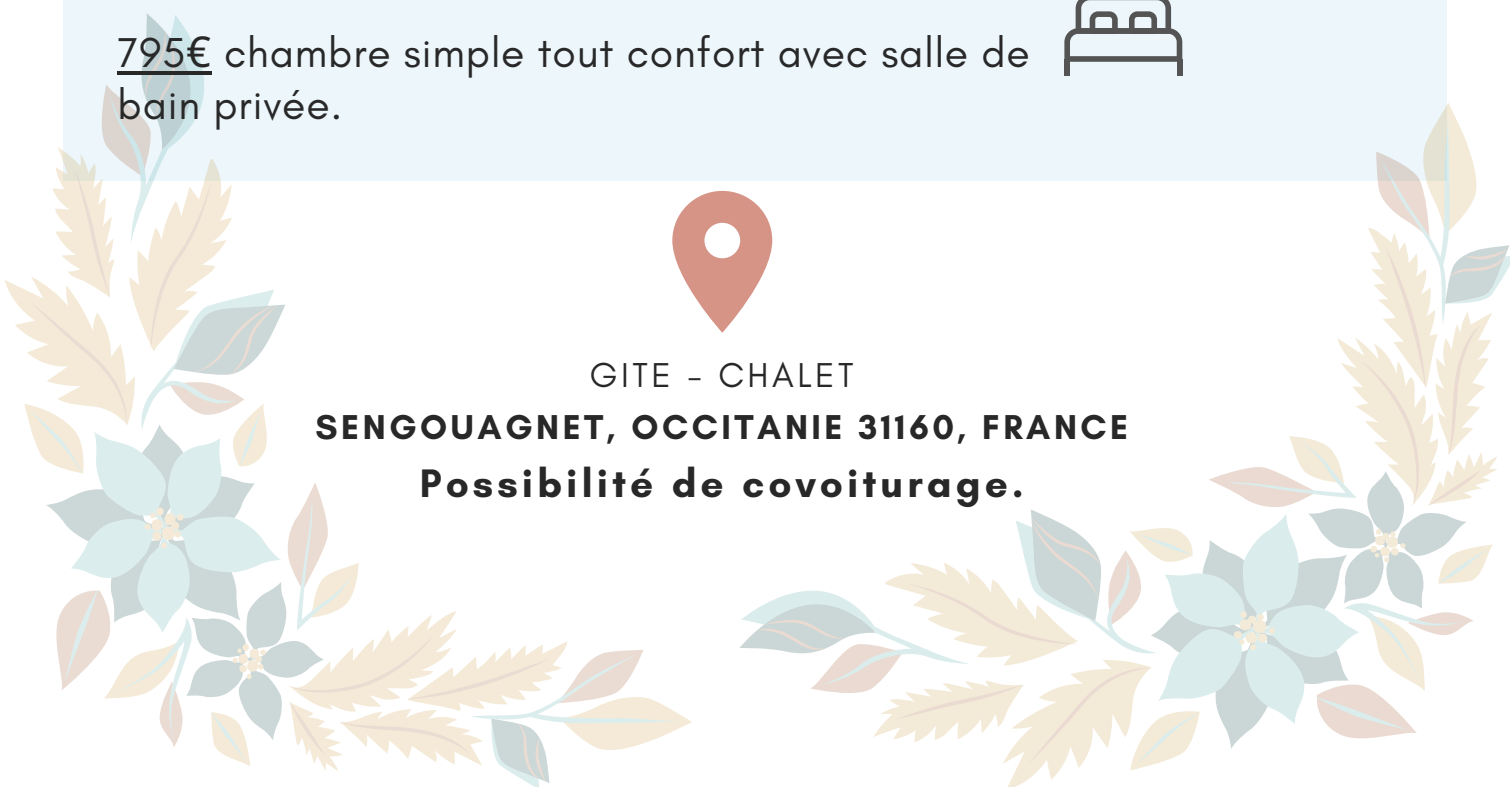 795€ chambre simple tout confort avec salle de
bain privée.
GITE - CHALET
SENGOUAGNET, OCCITANIE 31160, FRANCE
Possibilité de covoiturage.